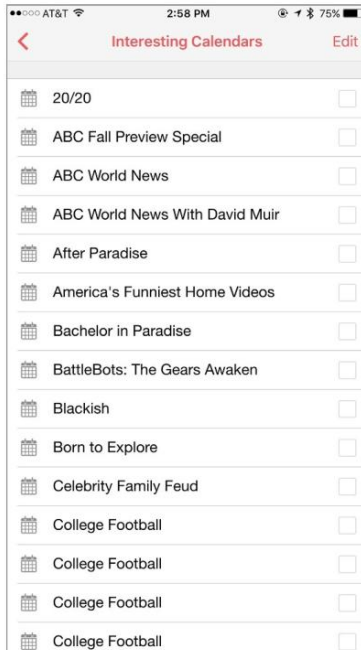 AT&T 2:58 PM 75%
Interesting Calendars Edit
20/20
ABC Fall Preview Special
ABC World News
ABC World News With David Muir
After Paradise
America's Funniest Home Videos
Bachelor in Paradise
BattleBots: The Gears Awaken
Blackish
Born to Explore
Celebrity Family Feud
College Football
College Football
College Football
College Football